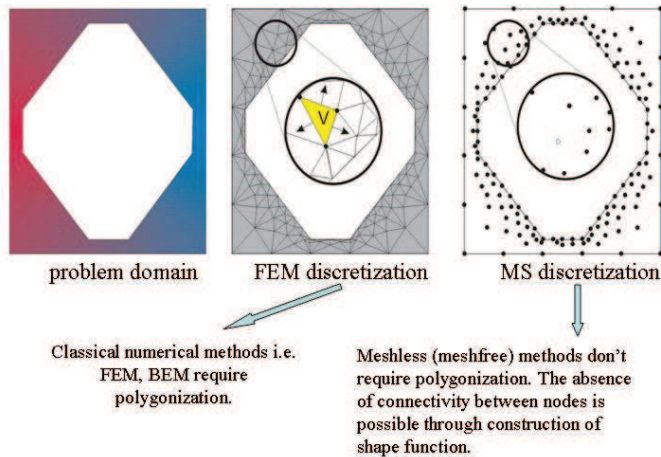 V
problem domain
FEM discretization
MS discretization
Classical numerical methods i.e.
FEM, BEM require
polygonization.
Meshless (meshfree) methods don't
require polygonization. The absence
of connectivity between nodes is
possible through construction of
shape function.